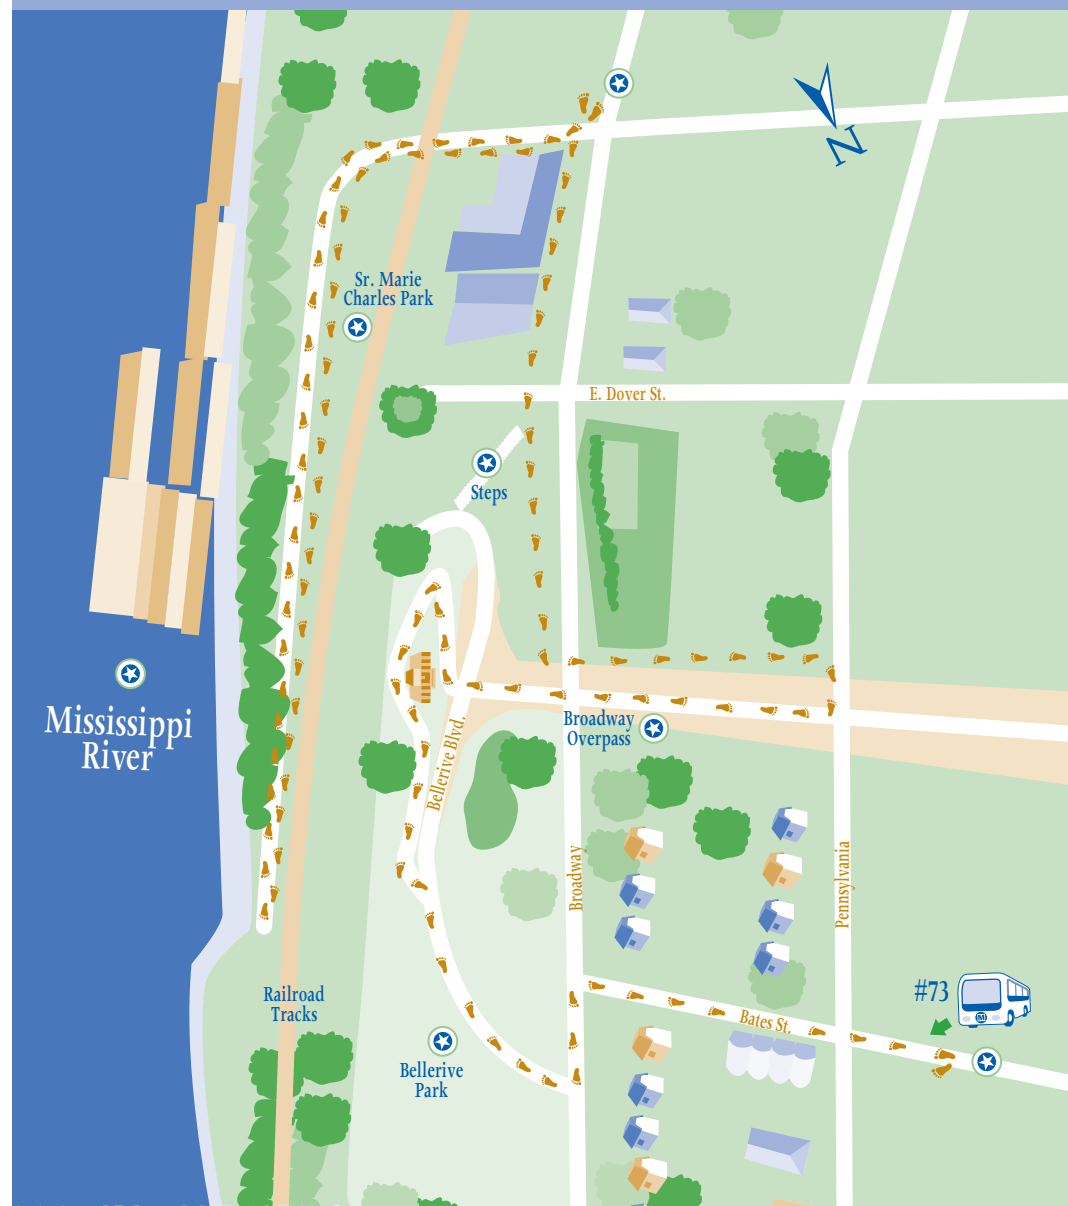 N
Sr. Marie
Charles Park
E. Dover St.
Steps
Mississippi
River
Broadway
Overpass
Bellerive Blvd.
Broadway
Pennsylvania
Railroad
Tracks
#73
Bates St.
M
Bellerive
Park